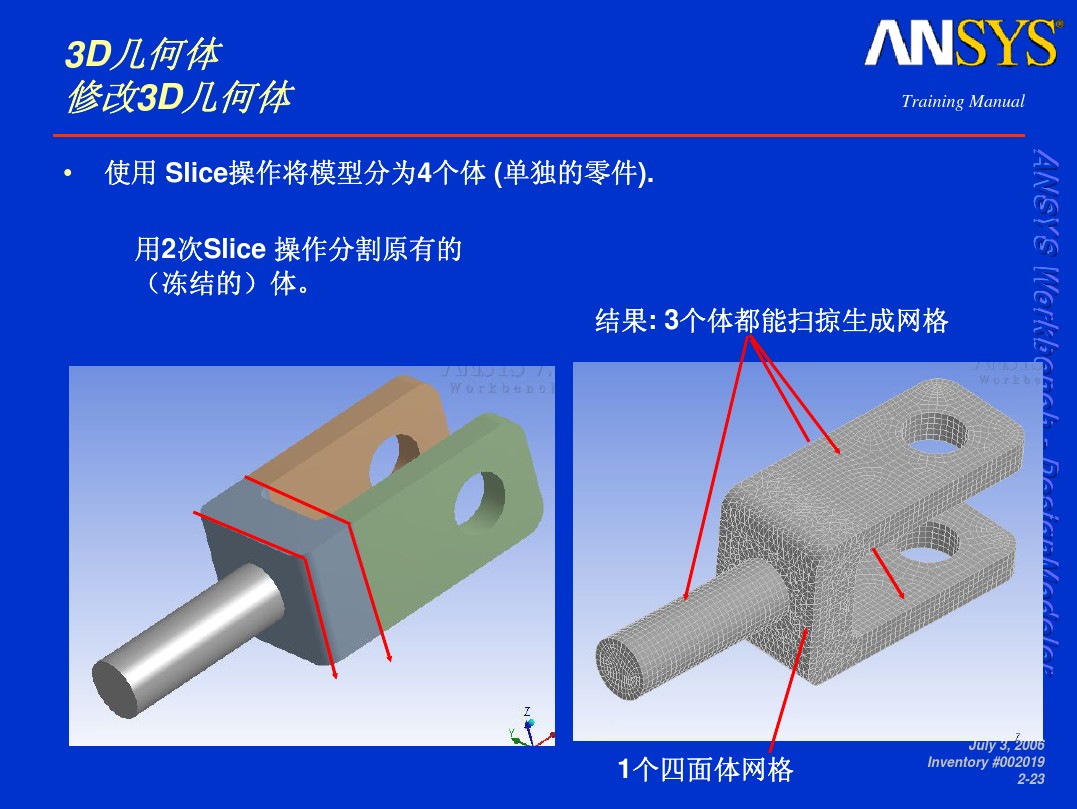 3D几何体
修改3D几何体
ANSYS®
Training Manual
• 使用 Slice操作将模型分为4个体 (单独的零件).
用2次Slice 操作分割原有的
（冻结的）体。
结果: 3个体都能扫掠生成网格
1个四面体网格
Z
Y
Z
ANSYS Workbench - DesignModeler
July 3, 2006
Inventory #002019
2-23